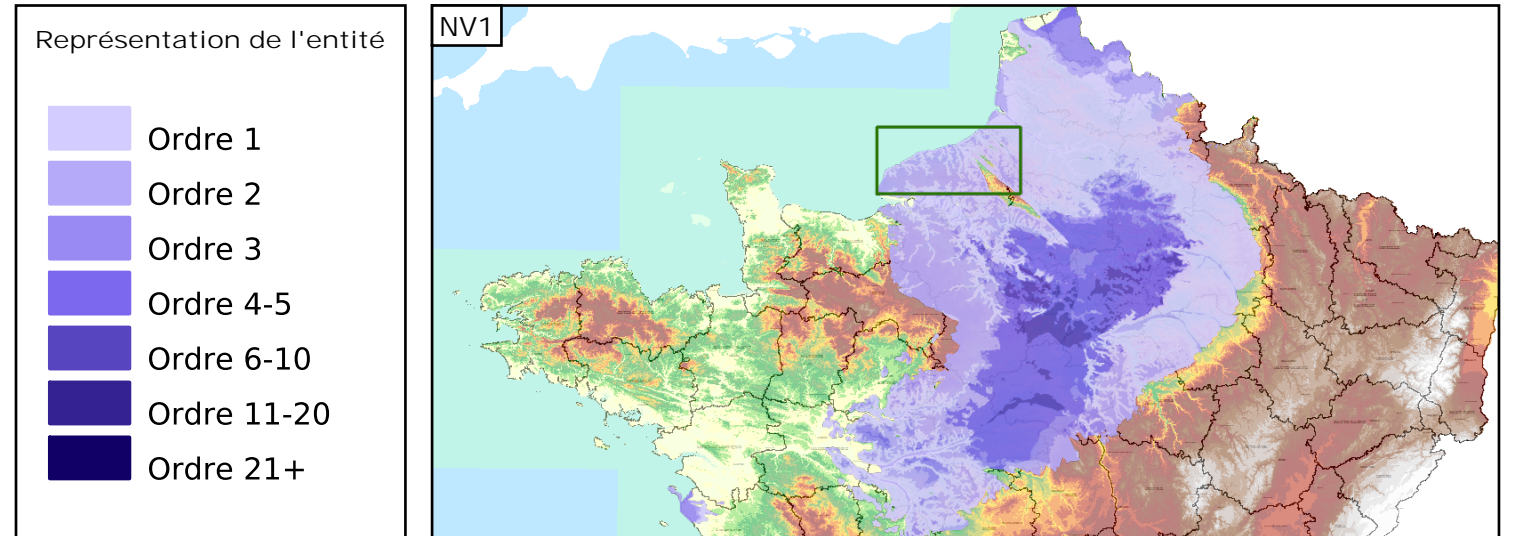 Représentation de l'entité
Ordre 1
Ordre 2
Ordre 3
Ordre 4-5
Ordre 6-10
Ordre 11-20
Ordre 21+
NV1